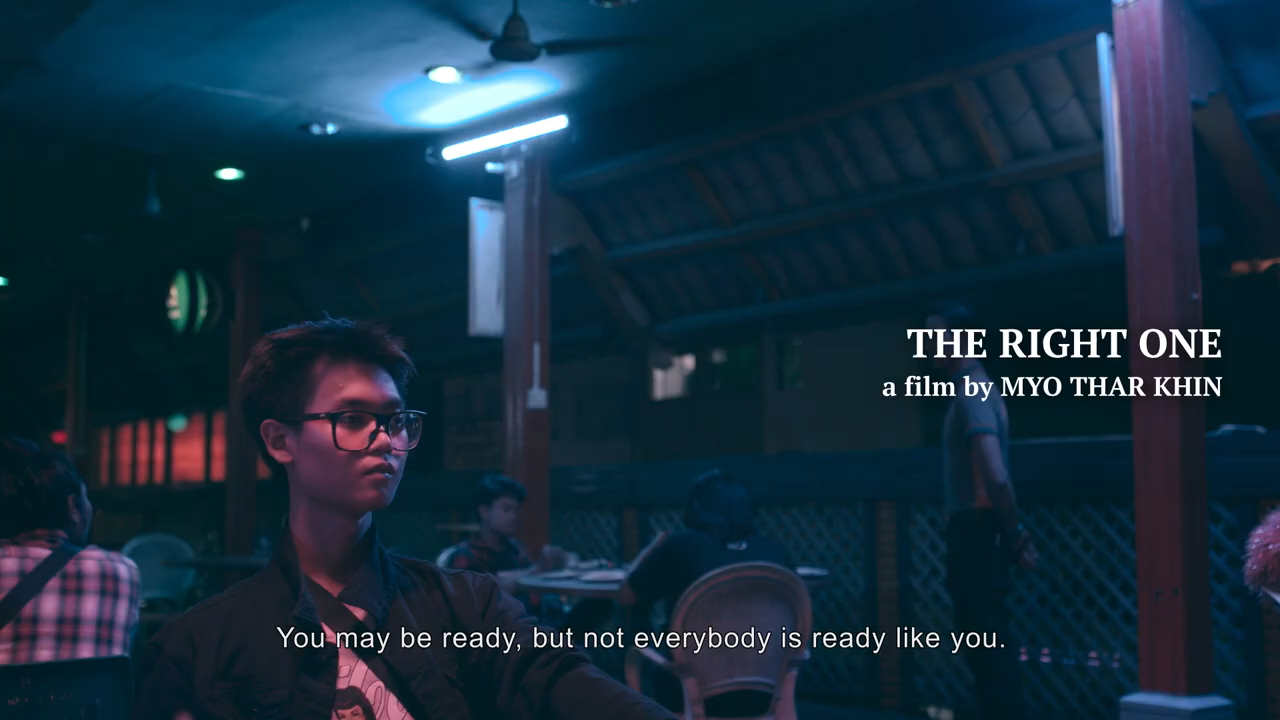 THE RIGHT ONE
a film by MYO THAR KHIN
You may be ready, but not everybody is ready like you.